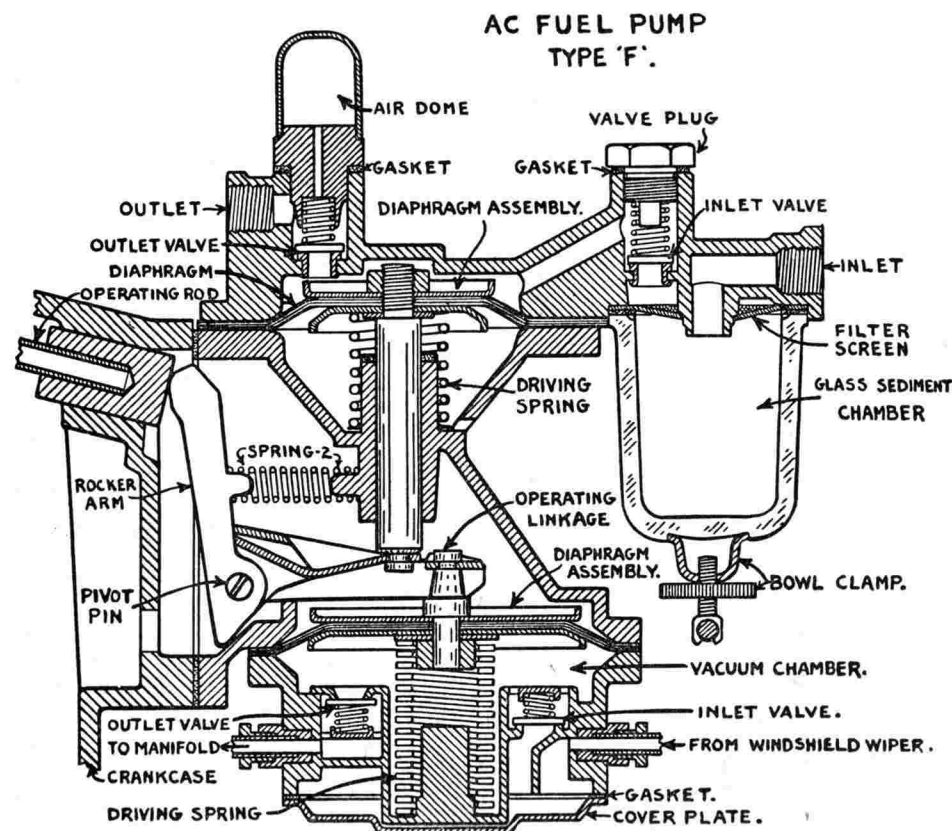 AC FUEL PUMP
TYPE 'F'.
AIR DOME
VALVE PLUG
GASKET
GASKET
OUTLET
DIAPHRAGM ASSEMBLY.
INLET VALVE
OUTLET VALVE
DIAPHRAGM
INLET
OPERATING ROD
FILTER
SCREEN
DRIVING
SPRING
GLASS SEDIMENT
CHAMBER
SPRING-2
ROCKER
ARM
OPERATING
LINKAGE
DIAPHRAGM
ASSEMBLY.
PIVOT
PIN
BOWL CLAMP.
VACUUM CHAMBER.
OUTLET VALVE
INLET VALVE.
TO MANIFOLD
FROM WINDSHIELD WIPER.
CRANKCASE
GASKET.
DRIVING SPRING
COVER PLATE.